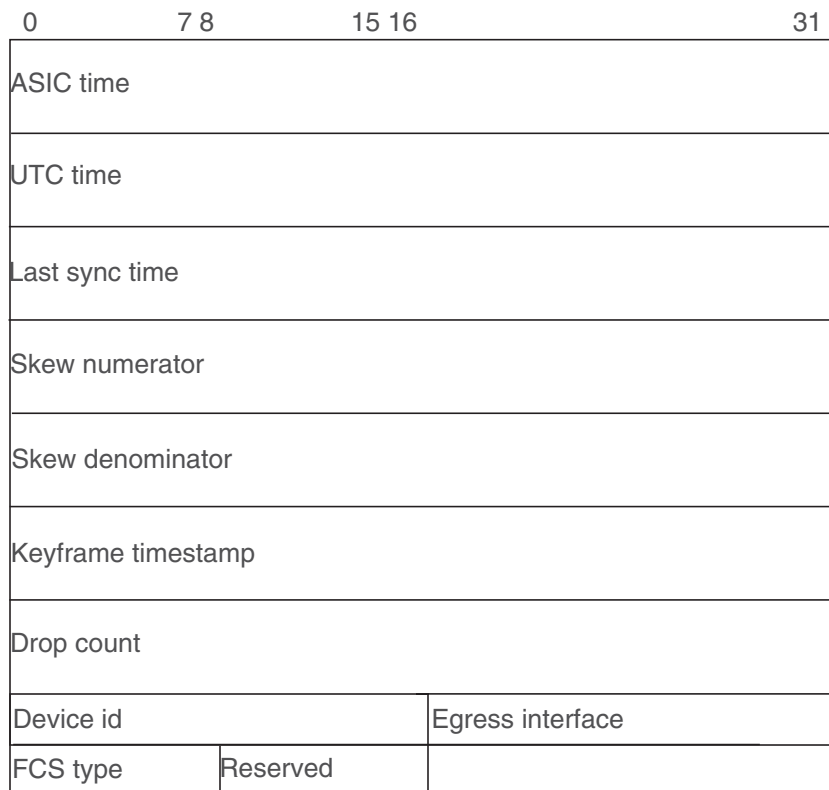 0 7 8 15 16 31
ASIC time
UTC time
Last sync time
Skew numerator
Skew denominator
Keyframe timestamp
Drop count
Device id Egress interface
FCS type Reserved